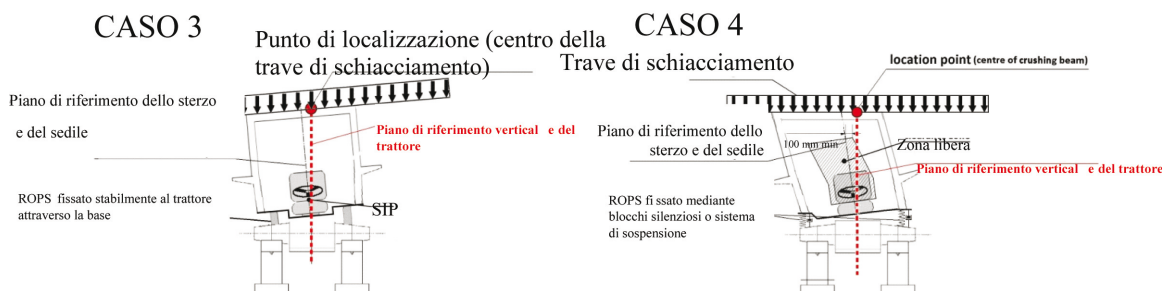 CASO 3
Punto di localizzazione (centro della
trave di schiacciamento)
Piano di riferimento dello sterzo
e del sedile
Piano di riferimento vertical e del
trattore
ROPS fissato stabilmente al trattore
attraverso la base
SIP
CASO 4
Trave di schiacciamento
location point (centre of crushing beam)
Piano di riferimento dello
sterzo e del sedile
100 mm min
Zona libera
Piano di riferimento vertical e del trattore
ROPS fi ssato mediante
blocchi silenziosi o sistema
di sospensione